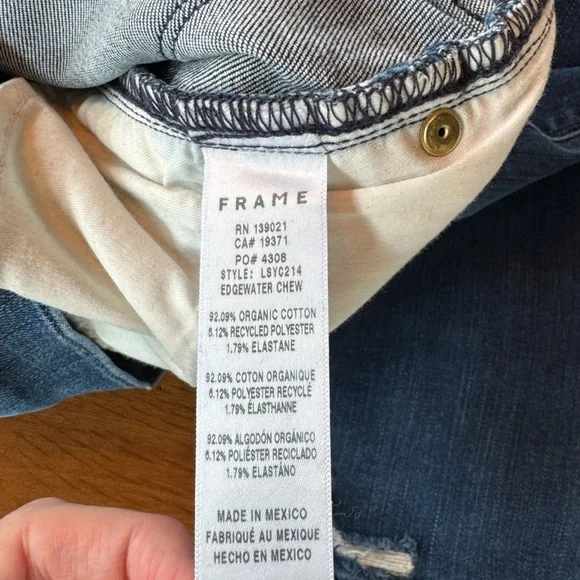 FRAME
RN 139021
CA# 19371
PO# 4308
STYLE: LSYC214
EDGEWATER CHEW
92.09% ORGANIC COTTON
6.12% RECYCLED POLYESTER
1.79% ELASTANE
92.09% COTON ORGANIQUE
6.12% POLYESTER RECYCLÉ
1.79% ÉLASTHANNE
92.09% ALGODÓN ORGÁNICO
6.12% POLIÉSTER RECICLADO
1.79% ELASTÁNO
MADE IN MEXICO
FABRIQUÉ AU MEXIQUE
HECHO EN MEXICO